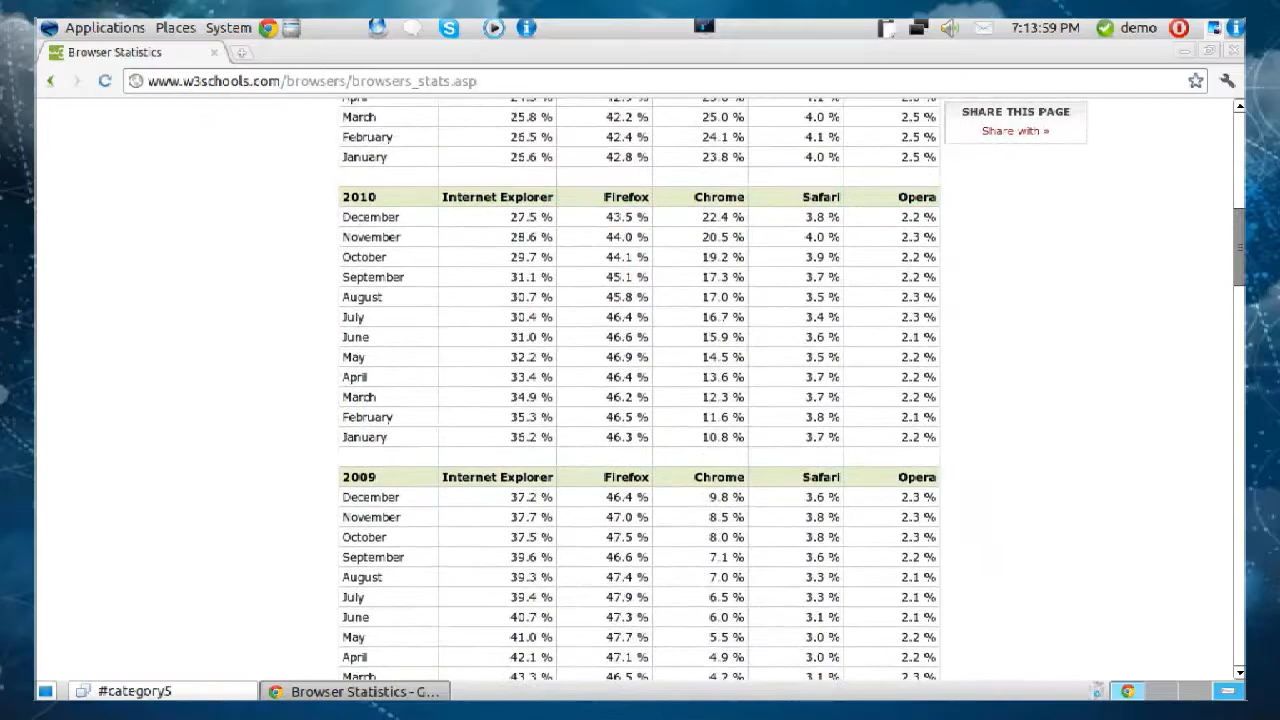 Applications Places System 7:13:59 PM demo
Browser Statistics
www.w3schools.com/browsers/browsers_stats.asp
SHARE THIS PAGE
Share with »
March 25.8 % 42.2 % 25.0 % 4.0 % 2.5 %
February 26.5 % 42.4 % 24.1 % 4.1 % 2.5 %
January 26.6 % 42.8 % 23.8 % 4.0 % 2.5 %
2010 Internet Explorer Firefox Chrome Safari Opera
December 27.5 % 43.5 % 22.4 % 3.8 % 2.2 %
November 28.6 % 44.0 % 20.5 % 4.0 % 2.3 %
October 29.7 % 44.1 % 19.2 % 3.9 % 2.2 %
September 31.1 % 45.1 % 17.3 % 3.7 % 2.2 %
August 30.7 % 45.8 % 17.0 % 3.5 % 2.3 %
July 30.4 % 46.4 % 16.7 % 3.4 % 2.3 %
June 31.0 % 46.6 % 15.9 % 3.6 % 2.1 %
May 32.2 % 46.9 % 14.5 % 3.5 % 2.2 %
April 33.4 % 46.4 % 13.6 % 3.7 % 2.2 %
March 34.9 % 46.2 % 12.3 % 3.7 % 2.2 %
February 35.3 % 46.5 % 11.6 % 3.8 % 2.1 %
January 36.2 % 46.3 % 10.8 % 3.7 % 2.2 %
2009 Internet Explorer Firefox Chrome Safari Opera
December 37.2 % 46.4 % 9.8 % 3.6 % 2.3 %
November 37.7 % 47.0 % 8.5 % 3.8 % 2.3 %
October 37.5 % 47.5 % 8.0 % 3.8 % 2.3 %
September 39.6 % 46.6 % 7.1 % 3.6 % 2.2 %
August 39.3 % 47.4 % 7.0 % 3.3 % 2.1 %
July 39.4 % 47.9 % 6.5 % 3.3 % 2.1 %
June 40.7 % 47.3 % 6.0 % 3.1 % 2.1 %
May 41.0 % 47.7 % 5.5 % 3.0 % 2.2 %
April 42.1 % 47.1 % 4.9 % 3.0 % 2.2 %
March 43.3 % 46.5 % 4.2 % 3.1 % 2.3 %
#category5 Browser Statistics - G...